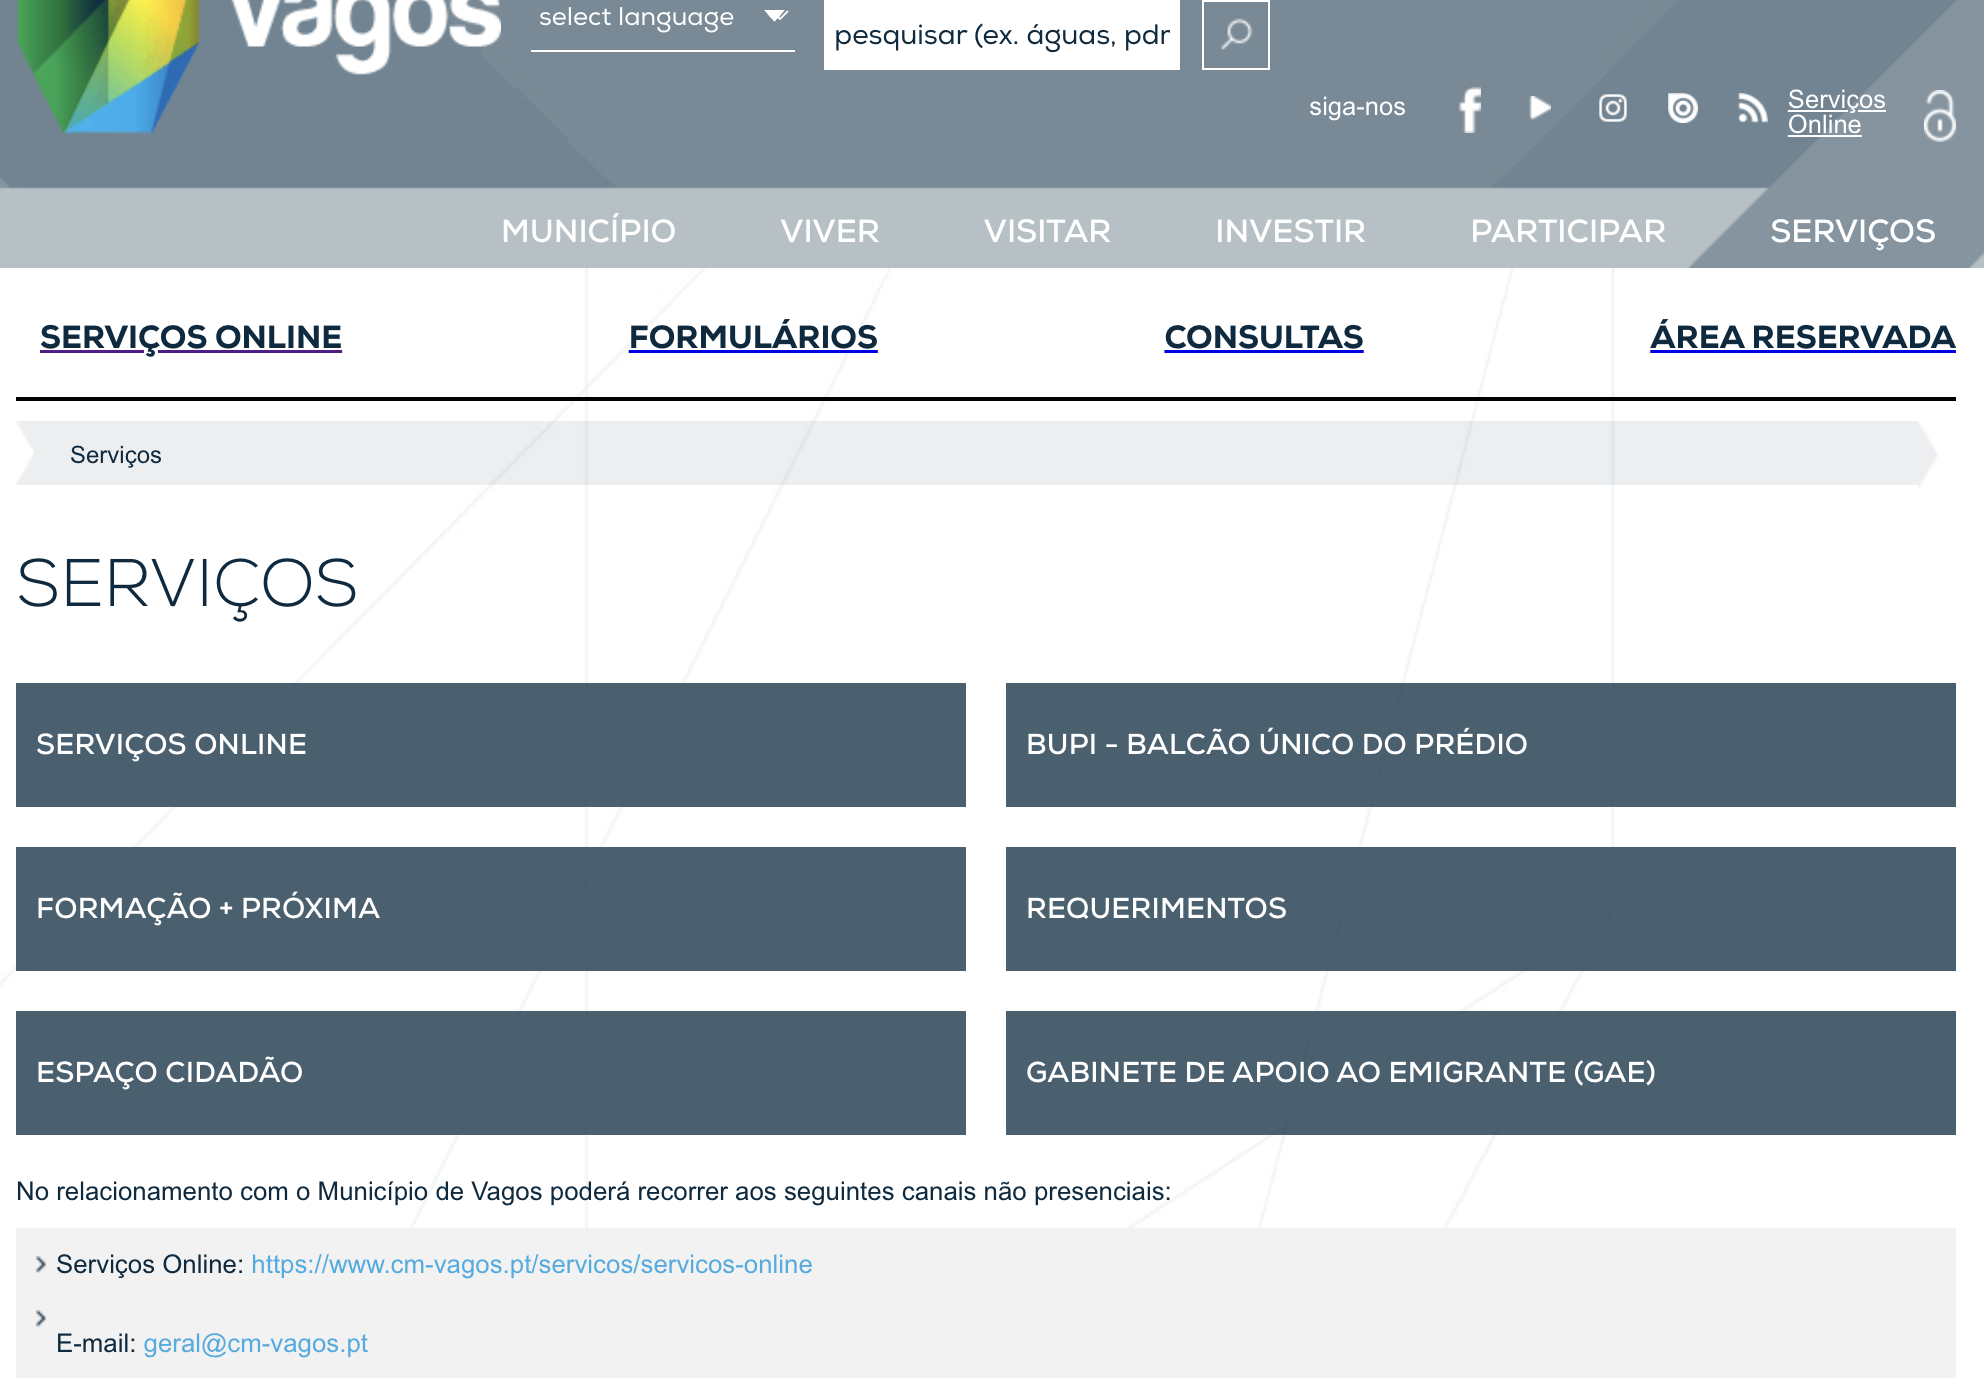 vagos
select language
pesquisar (ex. águas, pdr
siga-nos
Serviços
Online
MUNICÍPIO VIVER VISITAR INVESTIR PARTICIPAR SERVIÇOS
SERVIÇOS ONLINE FORMULÁRIOS CONSULTAS ÁREA RESERVADA
Serviços
SERVIÇOS
SERVIÇOS ONLINE
BUPI - BALCÃO ÚNICO DO PRÉDIO
FORMAÇÃO + PRÓXIMA
REQUERIMENTOS
ESPAÇO CIDADÃO
GABINETE DE APOIO AO EMIGRANTE (GAE)
No relacionamento com o Município de Vagos poderá recorrer aos seguintes canais não presenciais:
Serviços Online: https://www.cm-vagos.pt/servicos/servicos-online
E-mail: geral@cm-vagos.pt